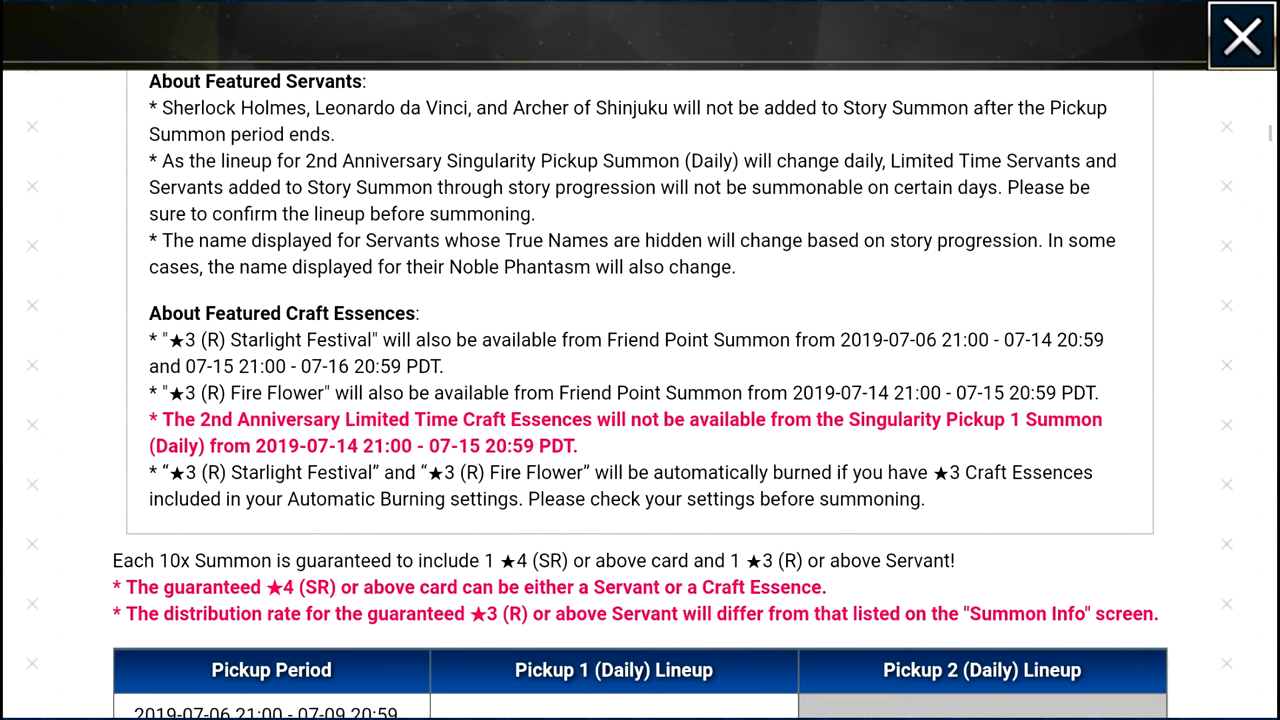 About Featured Servants:
* Sherlock Holmes, Leonardo da Vinci, and Archer of Shinjuku will not be added to Story Summon after the Pickup
Summon period ends.
* As the lineup for 2nd Anniversary Singularity Pickup Summon (Daily) will change daily, Limited Time Servants and
Servants added to Story Summon through story progression will not be summonable on certain days. Please be
sure to confirm the lineup before summoning.
* The name displayed for Servants whose True Names are hidden will change based on story progression. In some
cases, the name displayed for their Noble Phantasm will also change.
About Featured Craft Essences:
* "★3 (R) Starlight Festival" will also be available from Friend Point Summon from 2019-07-06 21:00 - 07-14 20:59
and 07-15 21:00 - 07-16 20:59 PDT.
* "★3 (R) Fire Flower" will also be available from Friend Point Summon from 2019-07-14 21:00 - 07-15 20:59 PDT.
* The 2nd Anniversary Limited Time Craft Essences will not be available from the Singularity Pickup 1 Summon
(Daily) from 2019-07-14 21:00 - 07-15 20:59 PDT.
* “★3 (R) Starlight Festival” and “★3 (R) Fire Flower” will be automatically burned if you have ★3 Craft Essences
included in your Automatic Burning settings. Please check your settings before summoning.
Each 10x Summon is guaranteed to include 1 ★4 (SR) or above card and 1 ★3 (R) or above Servant!
* The guaranteed ★4 (SR) or above card can be either a Servant or a Craft Essence.
* The distribution rate for the guaranteed ★3 (R) or above Servant will differ from that listed on the "Summon Info" screen.
Pickup Period
Pickup 1 (Daily) Lineup
Pickup 2 (Daily) Lineup
2019-07-06 21:00 - 07-09 20:59